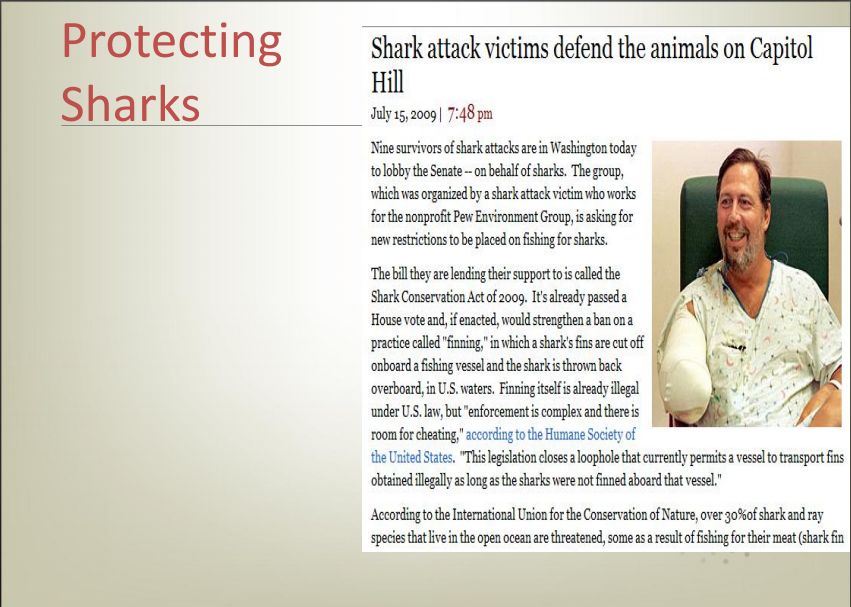 Protecting
Sharks
Shark attack victims defend the animals on Capitol
Hill
July 15, 2009 | 7:48 pm
Nine survivors of shark attacks are in Washington today
to lobby the Senate -- on behalf of sharks. The group,
which was organized by a shark attack victim who works
for the nonprofit Pew Environment Group, is asking for
new restrictions to be placed on fishing for sharks.
The bill they are lending their support to is called the
Shark Conservation Act of 2009. It's already passed a
House vote and, if enacted, would strengthen a ban on a
practice called "finning," in which a shark's fins are cut off
onboard a fishing vessel and the shark is thrown back
overboard, in U.S. waters. Finning itself is already illegal
under U.S. law, but "enforcement is complex and there is
room for cheating," according to the Humane Society of
the United States. "This legislation closes a loophole that currently permits a vessel to transport fins
obtained illegally as long as the sharks were not finned aboard that vessel."
According to the International Union for the Conservation of Nature, over 30%of shark and ray
species that live in the open ocean are threatened, some as a result of fishing for their meat (shark fin